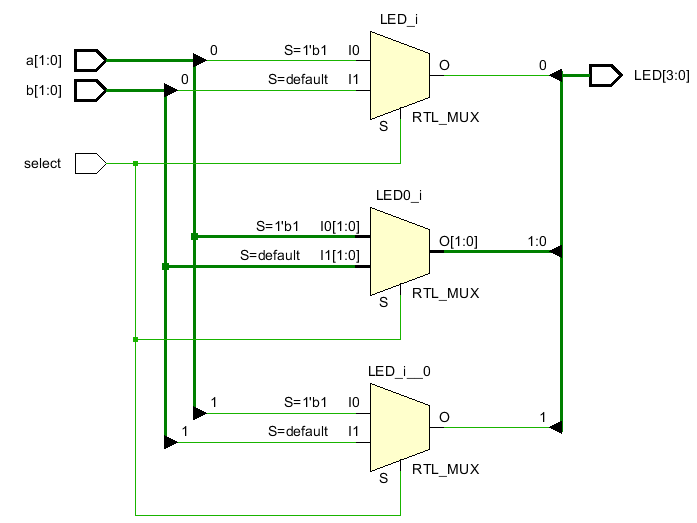 LED_i
a[1:0] 0 S=1'b1 I0 O 0 LED[3:0]
b[1:0] 0 S=default I1
S RTL_MUX
select
LED0_i
S=1'b1 I0[1:0] O[1:0] 1:0
S=default I1[1:0]
S RTL_MUX
LED_i__0
1 S=1'b1 I0 O 1
1 S=default I1
S RTL_MUX